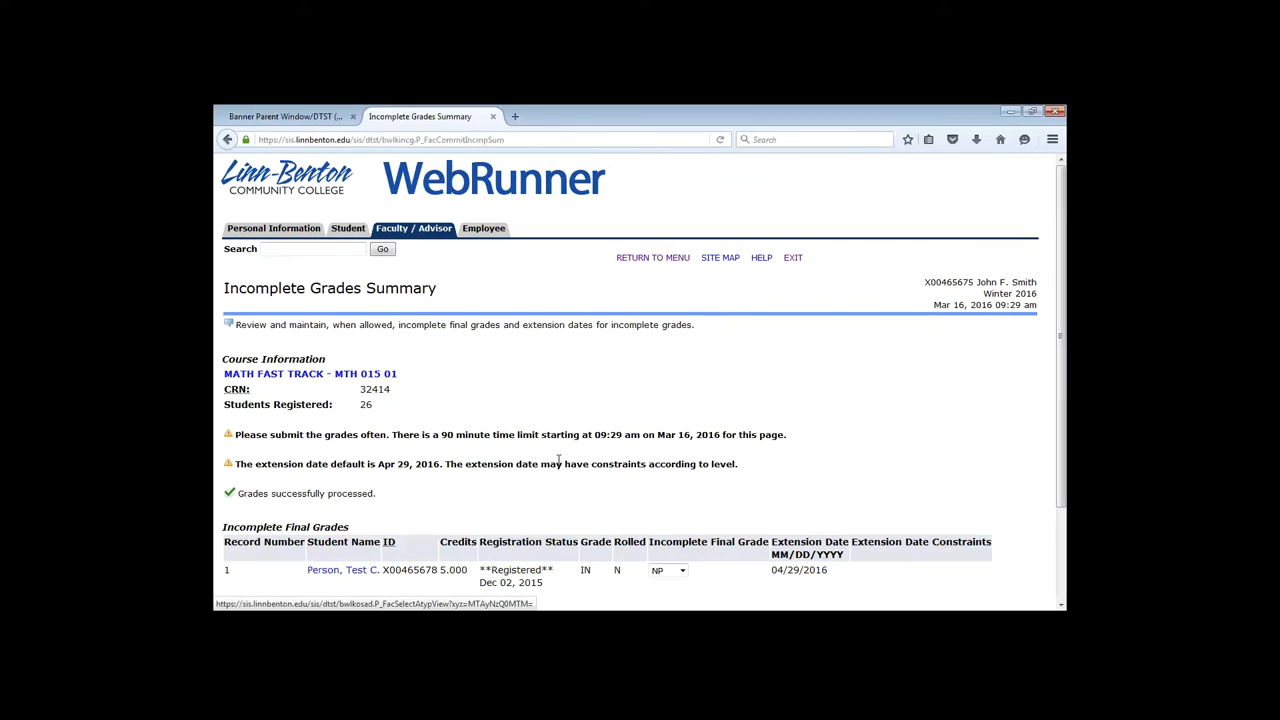 Banner Parent Window/DTST (...
Incomplete Grades Summary
https://sis.linnbenton.edu/sis/dtst/bwlkincg.P_FacCommitIncmpSum
Search
Linn-Benton
COMMUNITY COLLEGE
WebRunner
Personal Information Student Faculty / Advisor Employee
Search Go
RETURN TO MENU SITE MAP HELP EXIT
Incomplete Grades Summary
X00465675 John F. Smith
Winter 2016
Mar 16, 2016 09:29 am
Review and maintain, when allowed, incomplete final grades and extension dates for incomplete grades.
Course Information
MATH FAST TRACK - MTH 015 01
CRN: 32414
Students Registered: 26
Please submit the grades often. There is a 90 minute time limit starting at 09:29 am on Mar 16, 2016 for this page.
The extension date default is Apr 29, 2016. The extension date may have constraints according to level.
Grades successfully processed.
Incomplete Final Grades
Record Number Student Name ID Credits Registration Status Grade Rolled Incomplete Final Grade Extension Date Extension Date Constraints
MM/DD/YYYY
1 Person, Test C. X00465678 5.000 **Registered** IN N NP 04/29/2016
Dec 02, 2015
https://sis.linnbenton.edu/sis/dtst/bwlkosad.P_FacSelectAtypView?xyz=MTAyNzQ0MTM=